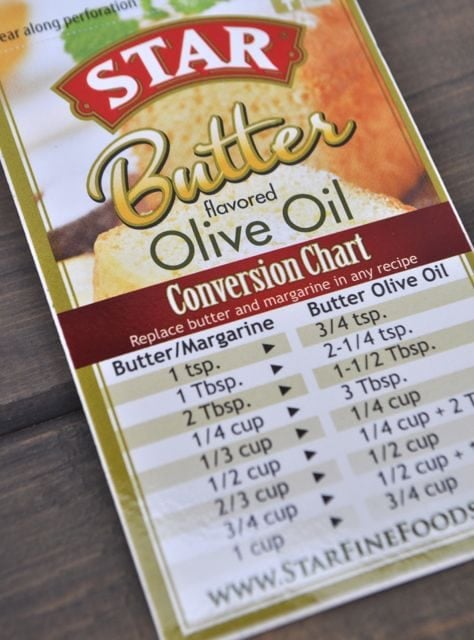 ear along perforation
STAR
Butter
flavored
Olive Oil
Conversion Chart
Replace butter and margarine in any recipe
Butter/Margarine Butter Olive Oil
1 tsp. ▶ 3/4 tsp.
1 Tbsp. ▶ 2-1/4 tsp.
2 Tbsp. ▶ 1-1/2 Tbsp.
1/4 cup ▶ 3 Tbsp.
1/3 cup ▶ 1/4 cup
1/2 cup ▶ 1/4 cup + 2 T
2/3 cup ▶ 1/2 cup
3/4 cup ▶ 1/2 cup +
1 cup ▶ 3/4 cup
www.StarFineFoods